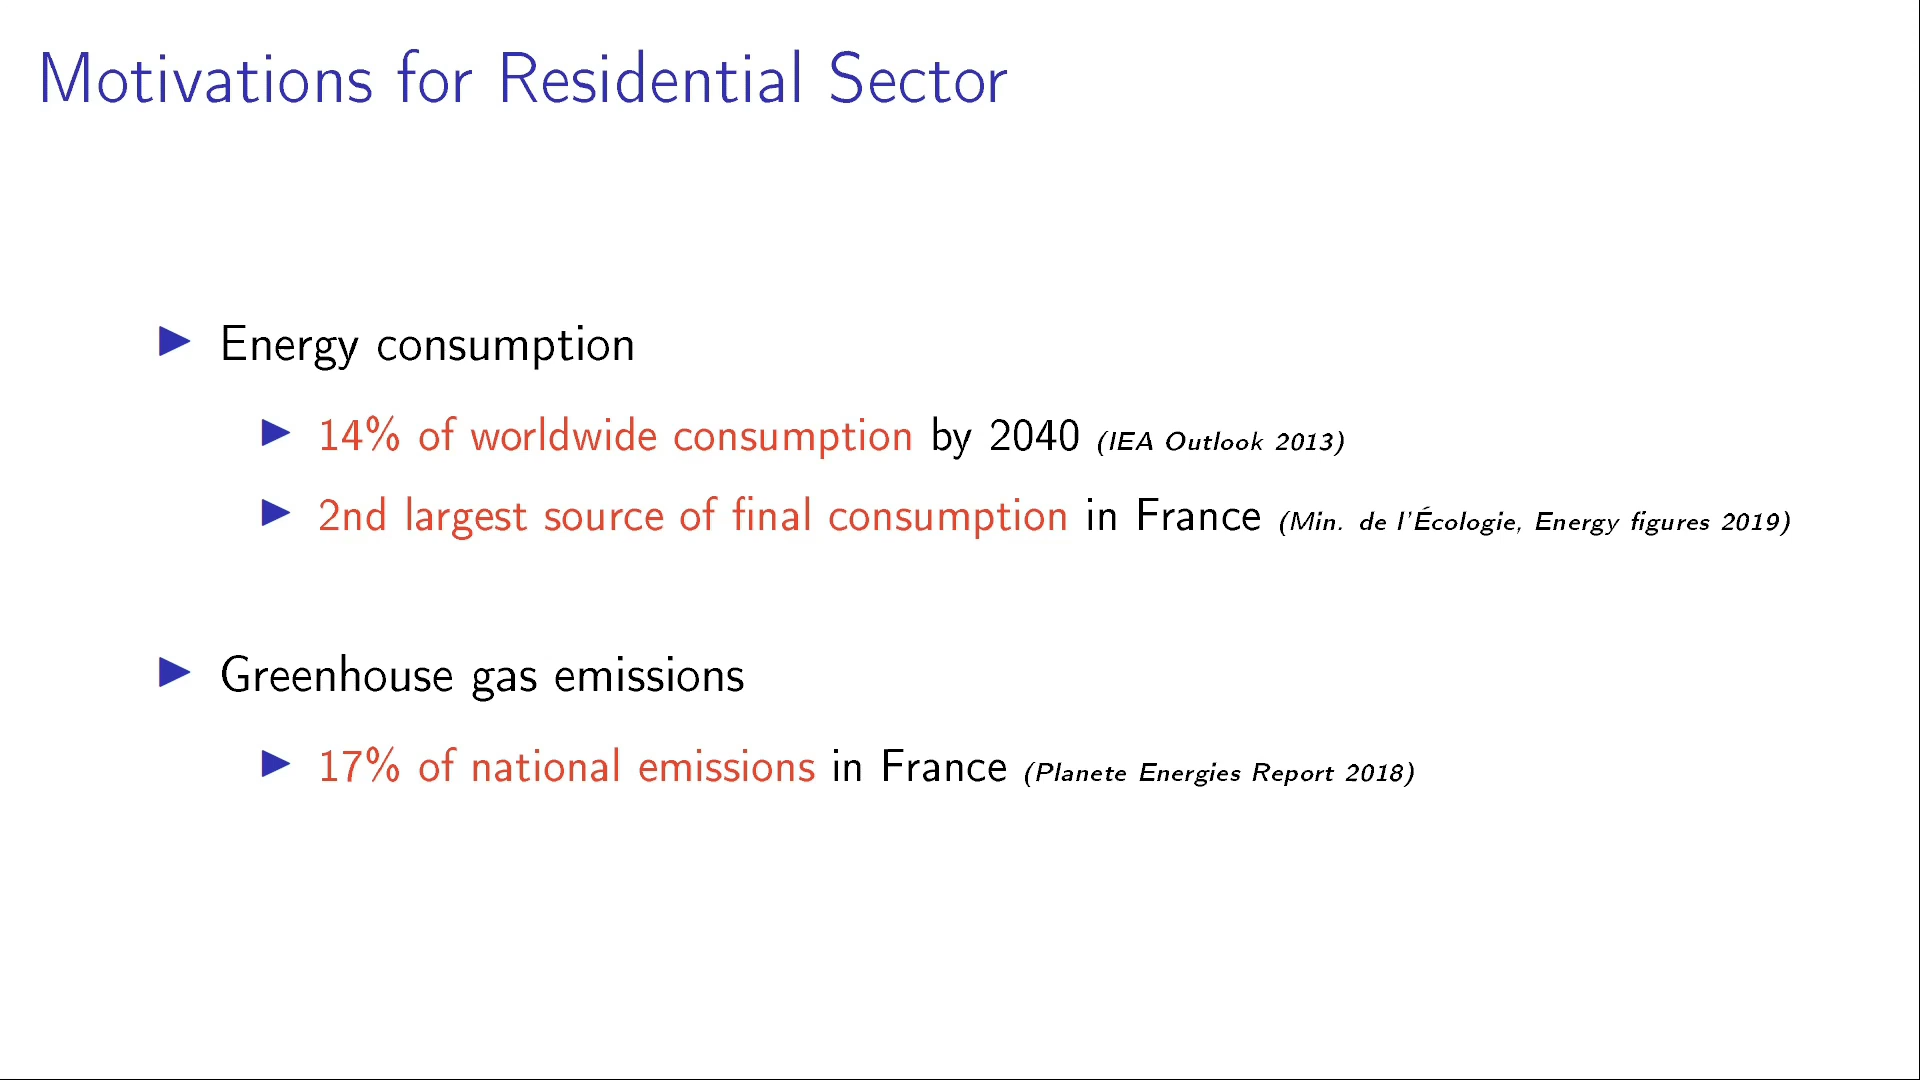 Motivations for Residential Sector
Energy consumption
14% of worldwide consumption by 2040 (IEA Outlook 2013)
2nd largest source of final consumption in France (Min. de l'Écologie, Energy figures 2019)
Greenhouse gas emissions
17% of national emissions in France (Planete Energies Report 2018)